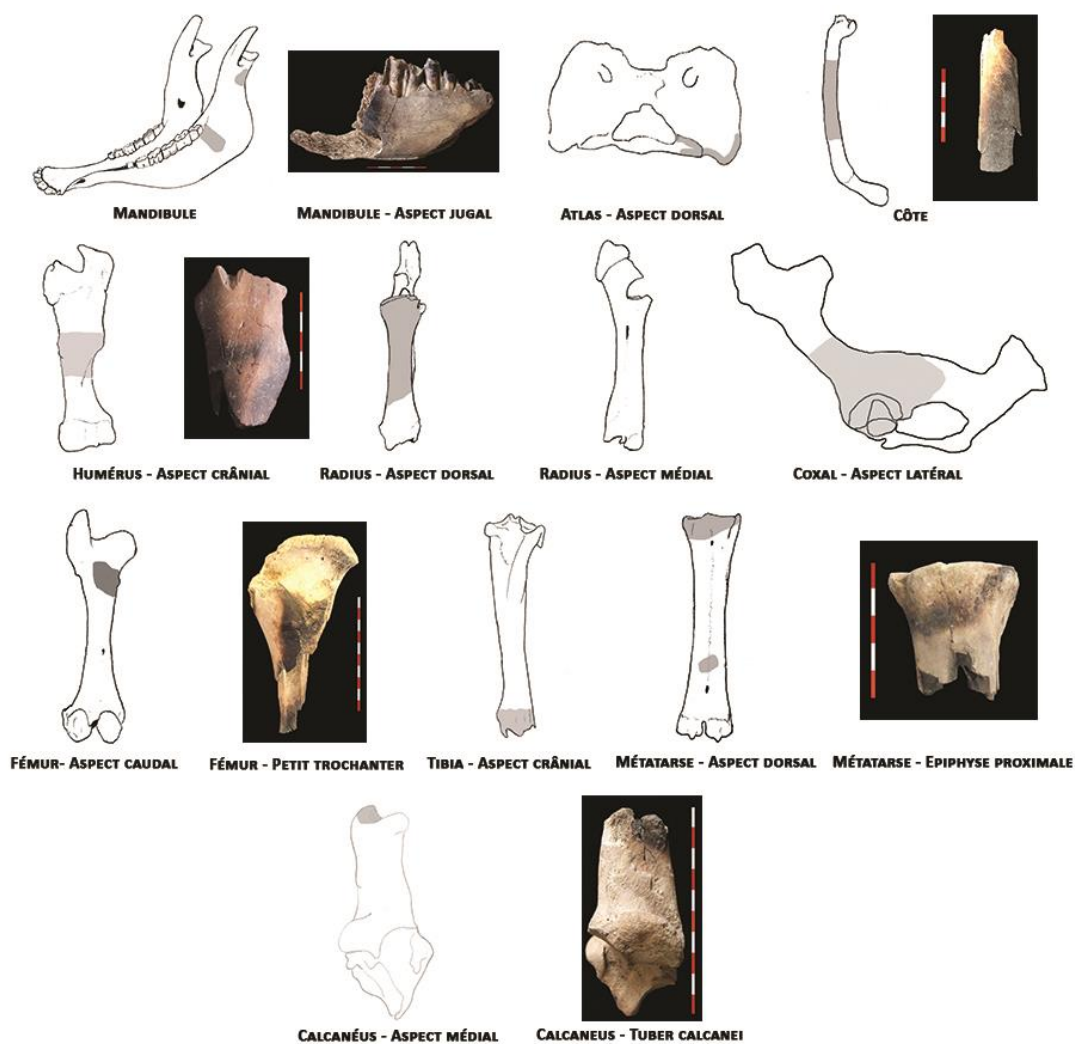 MANDIBULE
MANDIBULE - ASPECT JUGAL
ATLAS - ASPECT DORSAL
CÔTE
HUMÉRUS - ASPECT CRÂNIAL
RADIUS - ASPECT DORSAL
RADIUS - ASPECT MÉDIAL
COXAL - ASPECT LATÉRAL
FÉMUR- ASPECT CAUDAL
FÉMUR - PETIT TROCHANTER
TIBIA - ASPECT CRÂNIAL
MÉTATARSE - ASPECT DORSAL
MÉTATARSE - EPIPHYSE PROXIMALE
CALCANÉUS - ASPECT MÉDIAL
CALCANEUS - TUBER CALCANEI